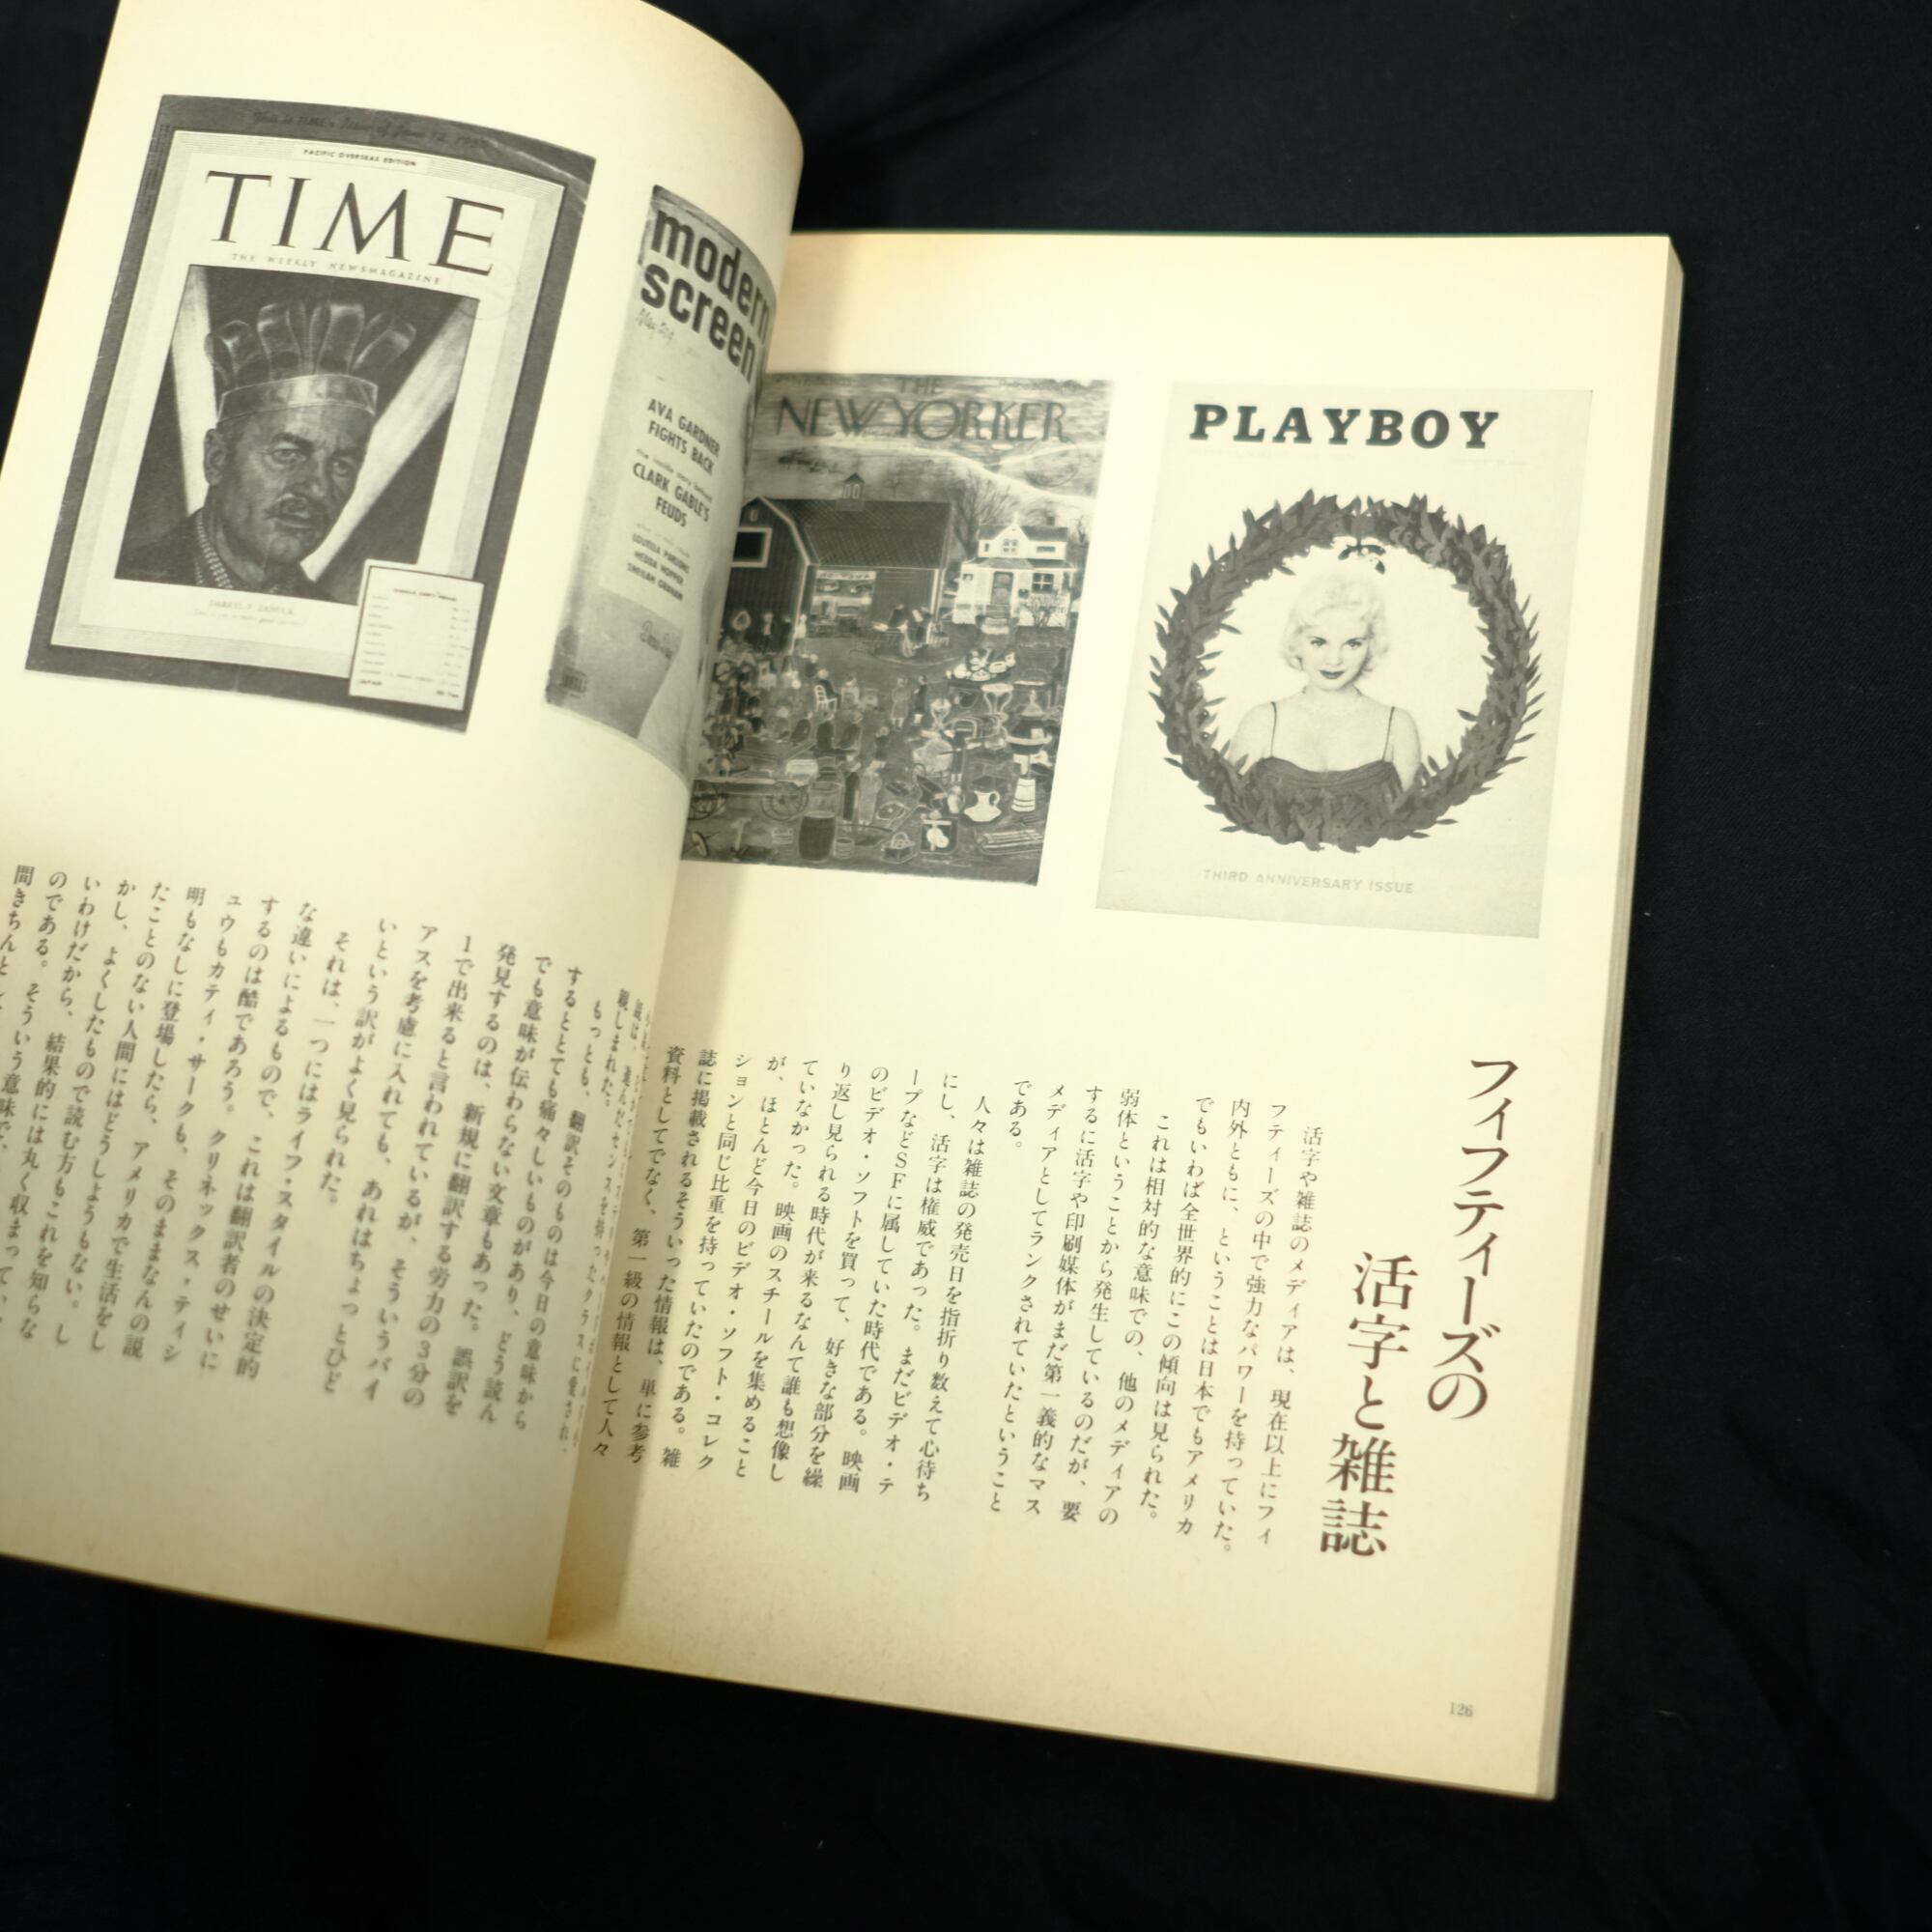 フィフティーズの
活字と雑誌
PLAYBOY
THIRD ANNIVERSARY ISSUE
THE
NEW YORKER
活字や雑誌のメディアは、現在以上にフィ
フティーズの中で強力なパワーを持っていた。
内外ともに、ということは日本でもアメリカ
でもいわば全世界的にこの傾向は見られた。
これは相対的な意味での、他のメディアの
弱体ということから発生しているのだが、要
するに活字や印刷媒体がまだ第一義的なマス
メディアとしてランクされていたということ
である。
人々は雑誌の発売日を指折り数えて心待ち
にし、活字は権威であった。まだビデオ・テ
ープなどSFに属していた時代である。映画
のビデオ・ソフトを買って、好きな部分を繰
り返し見られる時代が来るなんて誰も想像し
ていなかった。映画のスチールを集めること
が、ほとんど今日のビデオ・ソフト・コレク
ションと同じ比重を持っていたのである。雑
誌に掲載されるそういった情報は、単に参考
資料としてでなく、第一級の情報として人々
126
modern
screen
AVA GARDNER
FIGHTS BACK
the inside story behind
CLARK GABLE'S
FEUDS
LOUELLA PARSONS
HEDDA HOPPER
SHEILAH GRAHAM
PACIFIC OVERSEAS EDITION
TIME
THE WEEKLY NEWSMAGAZINE
親しまれた。
もっとも、翻訳そのものは今日の意味から
するととても痛々しいものがあり、どう読ん
でも意味が伝わらない文章もあった。誤訳を
発見するのは、新規に翻訳する労力の3分の
1で出来ると言われているが、そういうバイ
アスを考慮に入れても、あれはちょっとひど
いという訳がよく見られた。
それは、一つにはライフ・スタイルの決定的
な違いによるもので、これは翻訳者のせいに
するのは酷であろう。クリネックス・ティシ
ュウもカティ・サークも、そのままなんの説
明もなしに登場したら、アメリカで生活をし
たことのない人間にはどうしようもない。し
かし、よくしたもので読む方もこれを知らな
いわけだから、結果的には丸く収まって、
のである。そういう意味で、
間きちんと